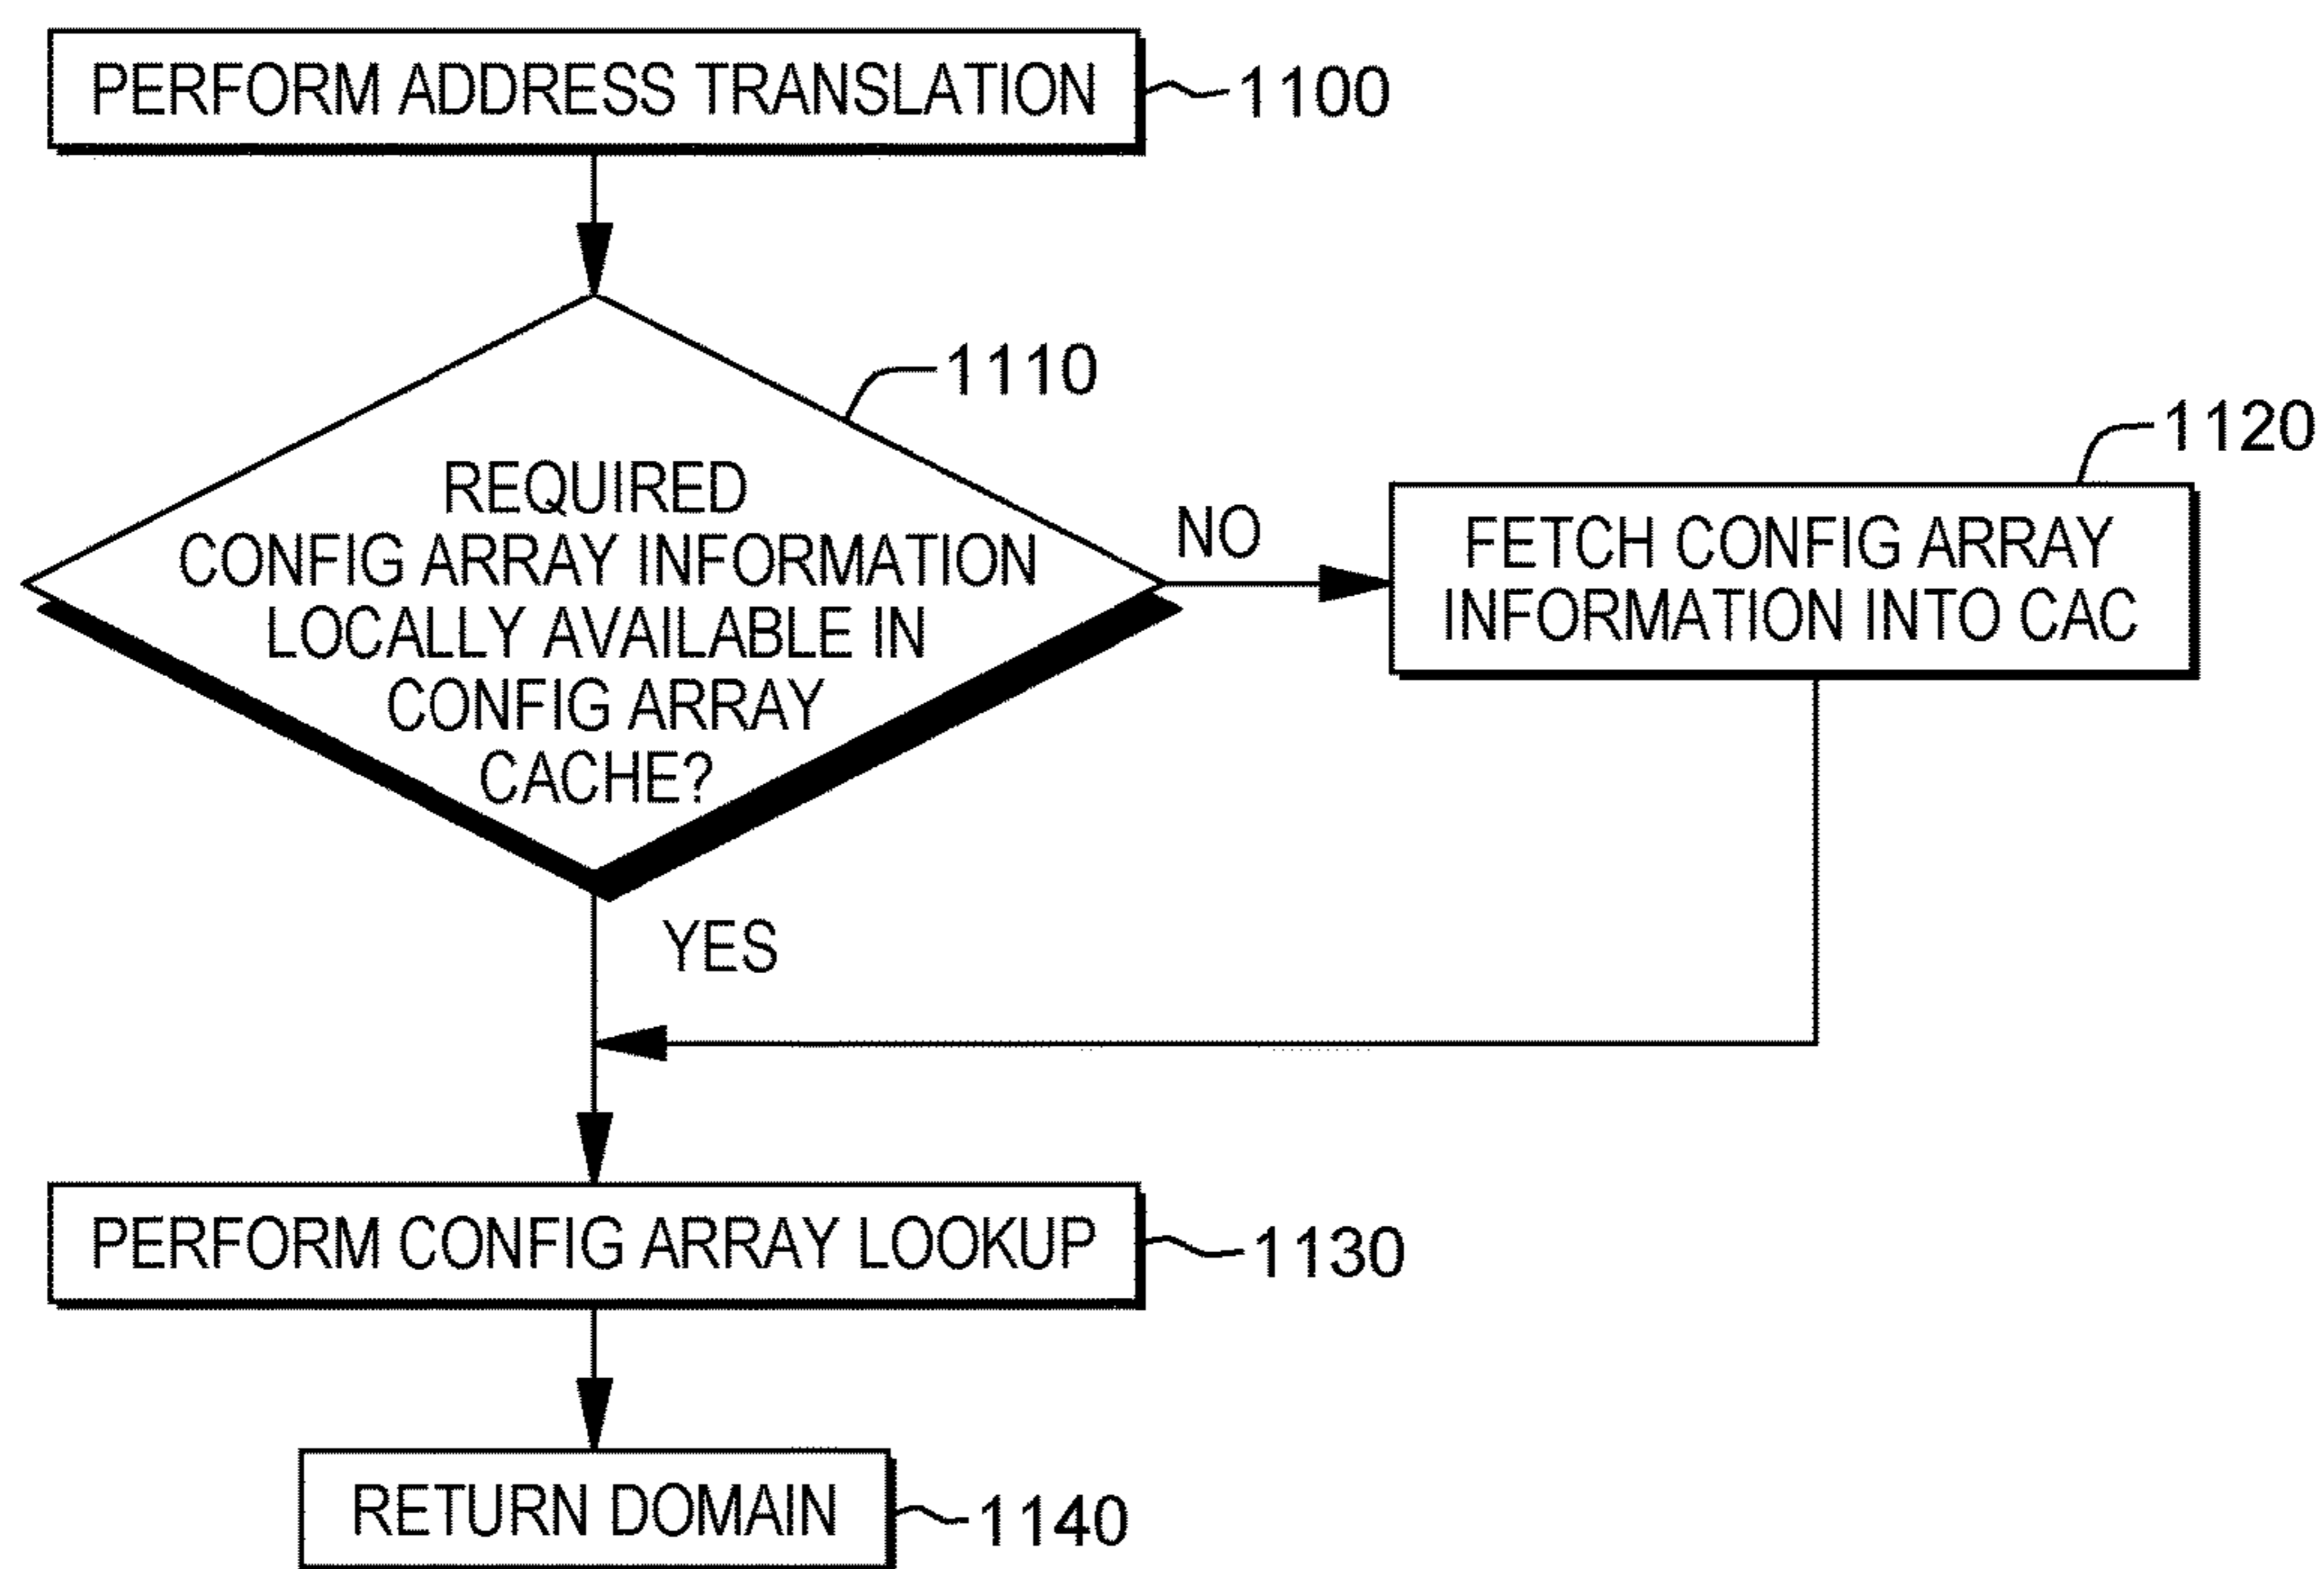 PERFORM ADDRESS TRANSLATION
1100
1110
REQUIRED
CONFIG ARRAY INFORMATION
LOCALLY AVAILABLE IN
CONFIG ARRAY
CACHE?
NO
1120
FETCH CONFIG ARRAY
INFORMATION INTO CAC
YES
PERFORM CONFIG ARRAY LOOKUP
1130
RETURN DOMAIN
1140